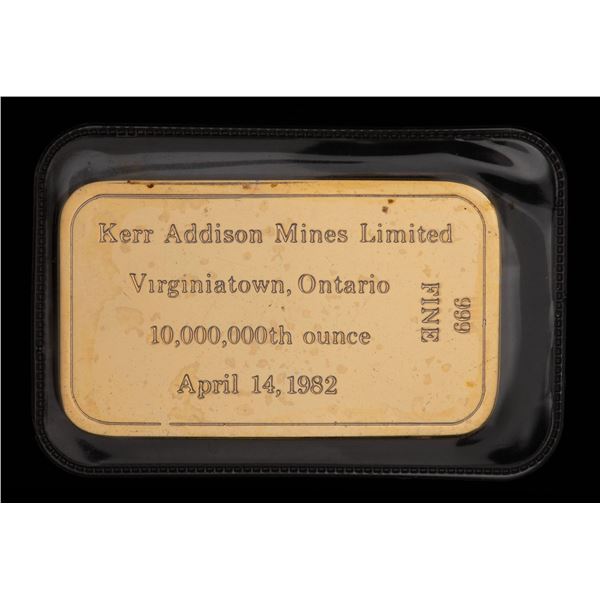 Kerr Addison Mines Limited
Virginiatown, Ontario
10,000,000th ounce
April 14, 1982
999
FINE